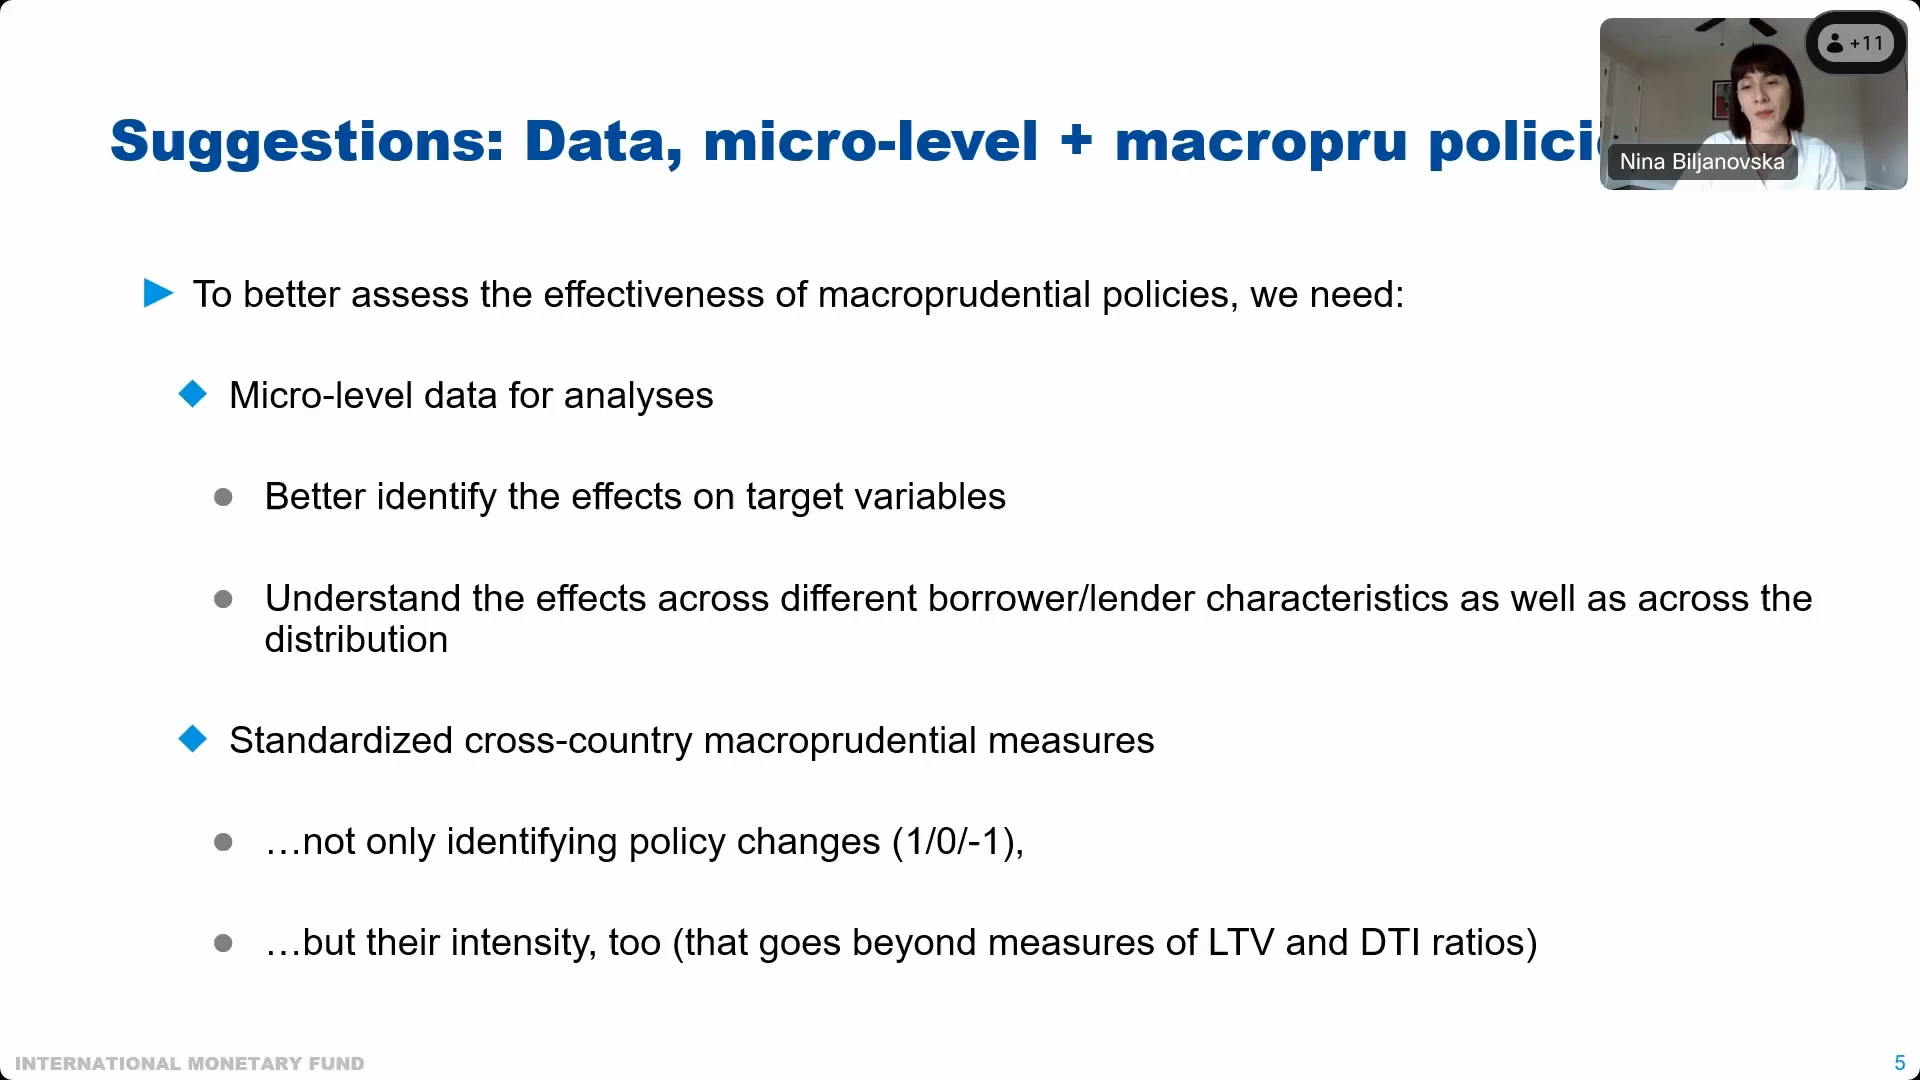 Suggestions: Data, micro-level + macropru polici
+11
Nina Biljanovska
To better assess the effectiveness of macroprudential policies, we need:
Micro-level data for analyses
Better identify the effects on target variables
Understand the effects across different borrower/lender characteristics as well as across the
distribution
Standardized cross-country macroprudential measures
…not only identifying policy changes (1/0/-1),
…but their intensity, too (that goes beyond measures of LTV and DTI ratios)
INTERNATIONAL MONETARY FUND
5